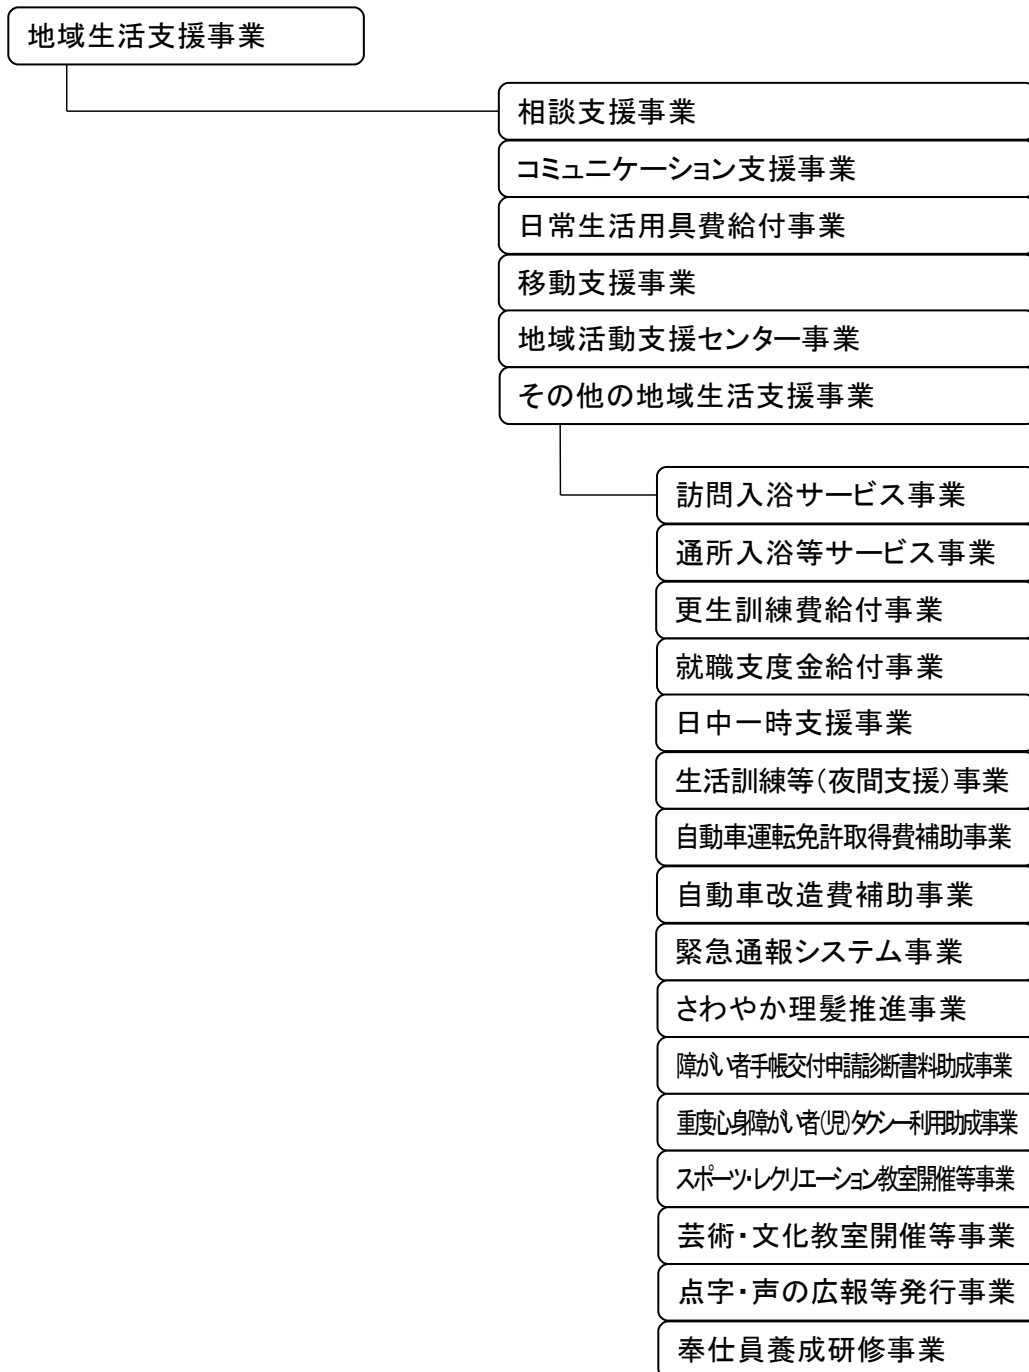 地域生活支援事業
相談支援事業
コミュニケーション支援事業
日常生活用具費給付事業
移動支援事業
地域活動支援センター事業
その他の地域生活支援事業
訪問入浴サービス事業
通所入浴等サービス事業
更生訓練費給付事業
就職支度金給付事業
日中一時支援事業
生活訓練等(夜間支援)事業
自動車運転免許取得費補助事業
自動車改造費補助事業
緊急通報システム事業
さわやか理髪推進事業
障がい者手帳交付申請診断書料助成事業
重度心身障がい者(児)タクシー利用助成事業
スポーツ・レクリエーション教室開催等事業
芸術・文化教室開催等事業
点字・声の広報等発行事業
奉仕員養成研修事業